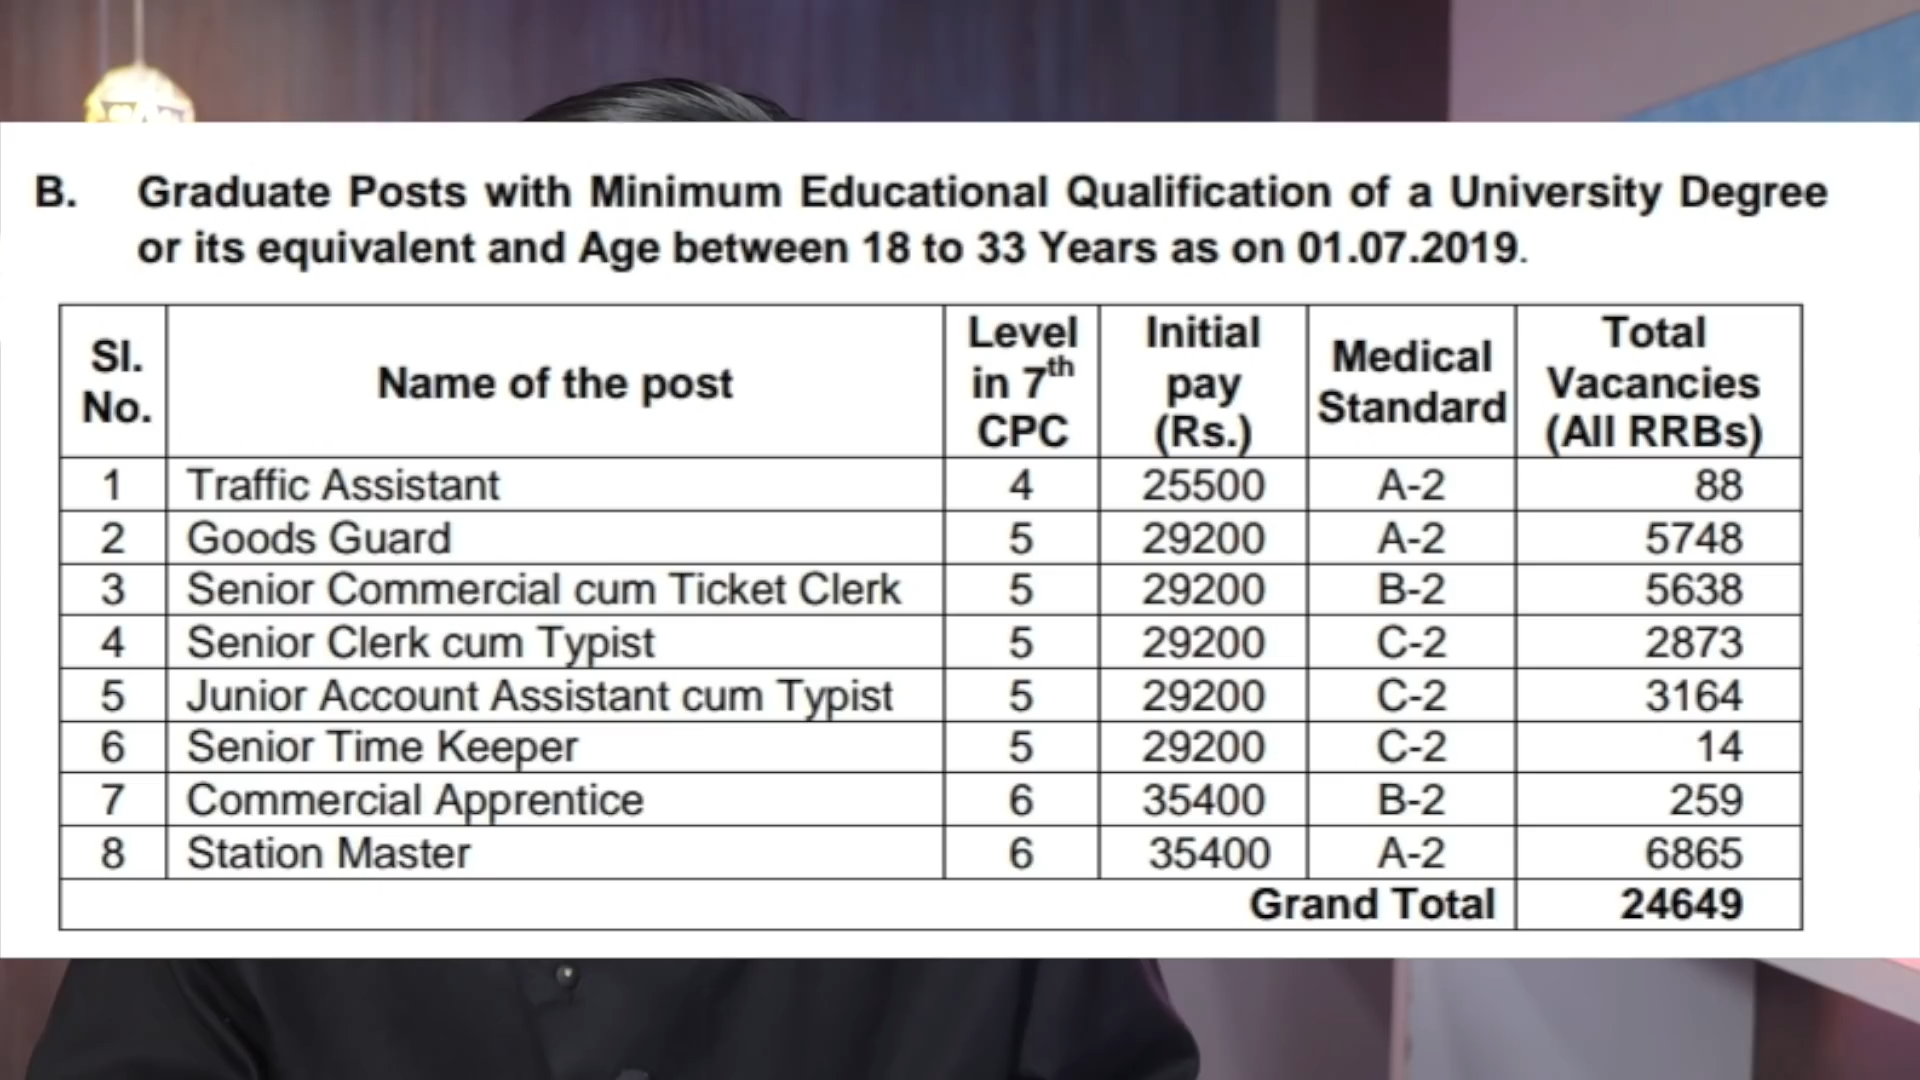 B. Graduate Posts with Minimum Educational Qualification of a University Degree
or its equivalent and Age between 18 to 33 Years as on 01.07.2019.
Sl. No. Name of the post Level in 7th CPC Initial pay (Rs.) Medical Standard Total Vacancies (All RRBs)
1 Traffic Assistant 4 25500 A-2 88
2 Goods Guard 5 29200 A-2 5748
3 Senior Commercial cum Ticket Clerk 5 29200 B-2 5638
4 Senior Clerk cum Typist 5 29200 C-2 2873
5 Junior Account Assistant cum Typist 5 29200 C-2 3164
6 Senior Time Keeper 5 29200 C-2 14
7 Commercial Apprentice 6 35400 B-2 259
8 Station Master 6 35400 A-2 6865
Grand Total 24649